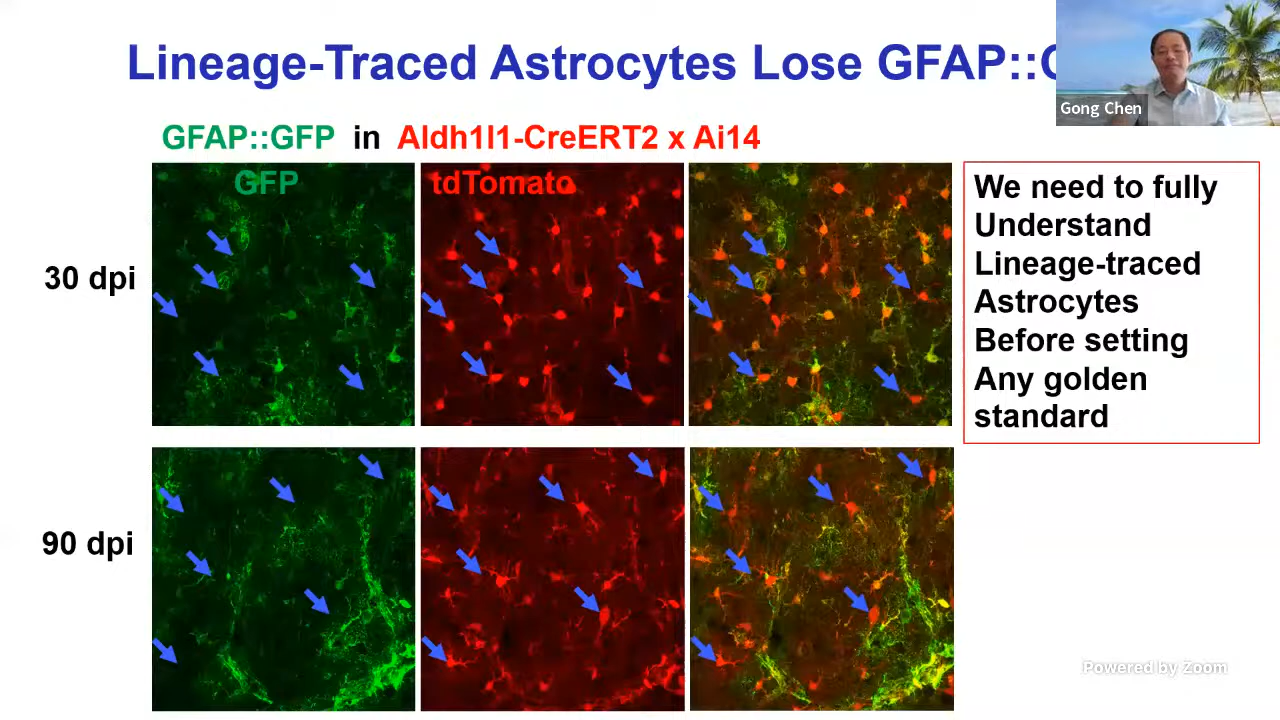 Lineage-Traced Astrocytes Lose GFAP::
Gong Chen
GFAP::GFP in Aldh1l1-CreERT2 x Ai14
GFP
tdTomato
30 dpi
90 dpi
We need to fully
Understand
Lineage-traced
Astrocytes
Before setting
Any golden
standard
Powered by Zoom